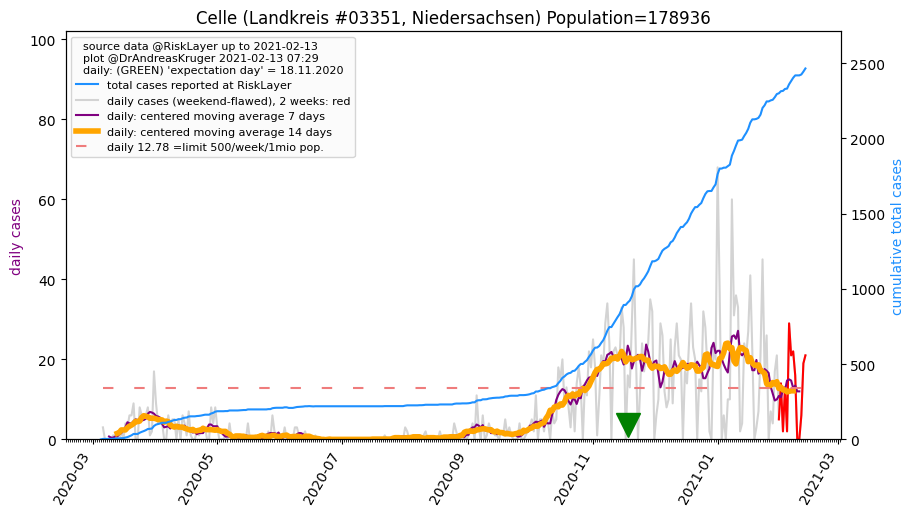 Celle (Landkreis #03351, Niedersachsen) Population=178936
source data @RiskLayer up to 2021-02-13
plot @DrAndreasKruger 2021-02-13 07:29
daily: (GREEN) 'expectation day' = 18.11.2020
total cases reported at RiskLayer
daily cases (weekend-flawed), 2 weeks: red
daily: centered moving average 7 days
daily: centered moving average 14 days
daily 12.78 =limit 500/week/1mio pop.
daily cases
100
80
60
40
20
0
cumulative total cases
2500
2000
1500
1000
500
0
2020-03
2020-05
2020-07
2020-09
2020-11
2021-01
2021-03